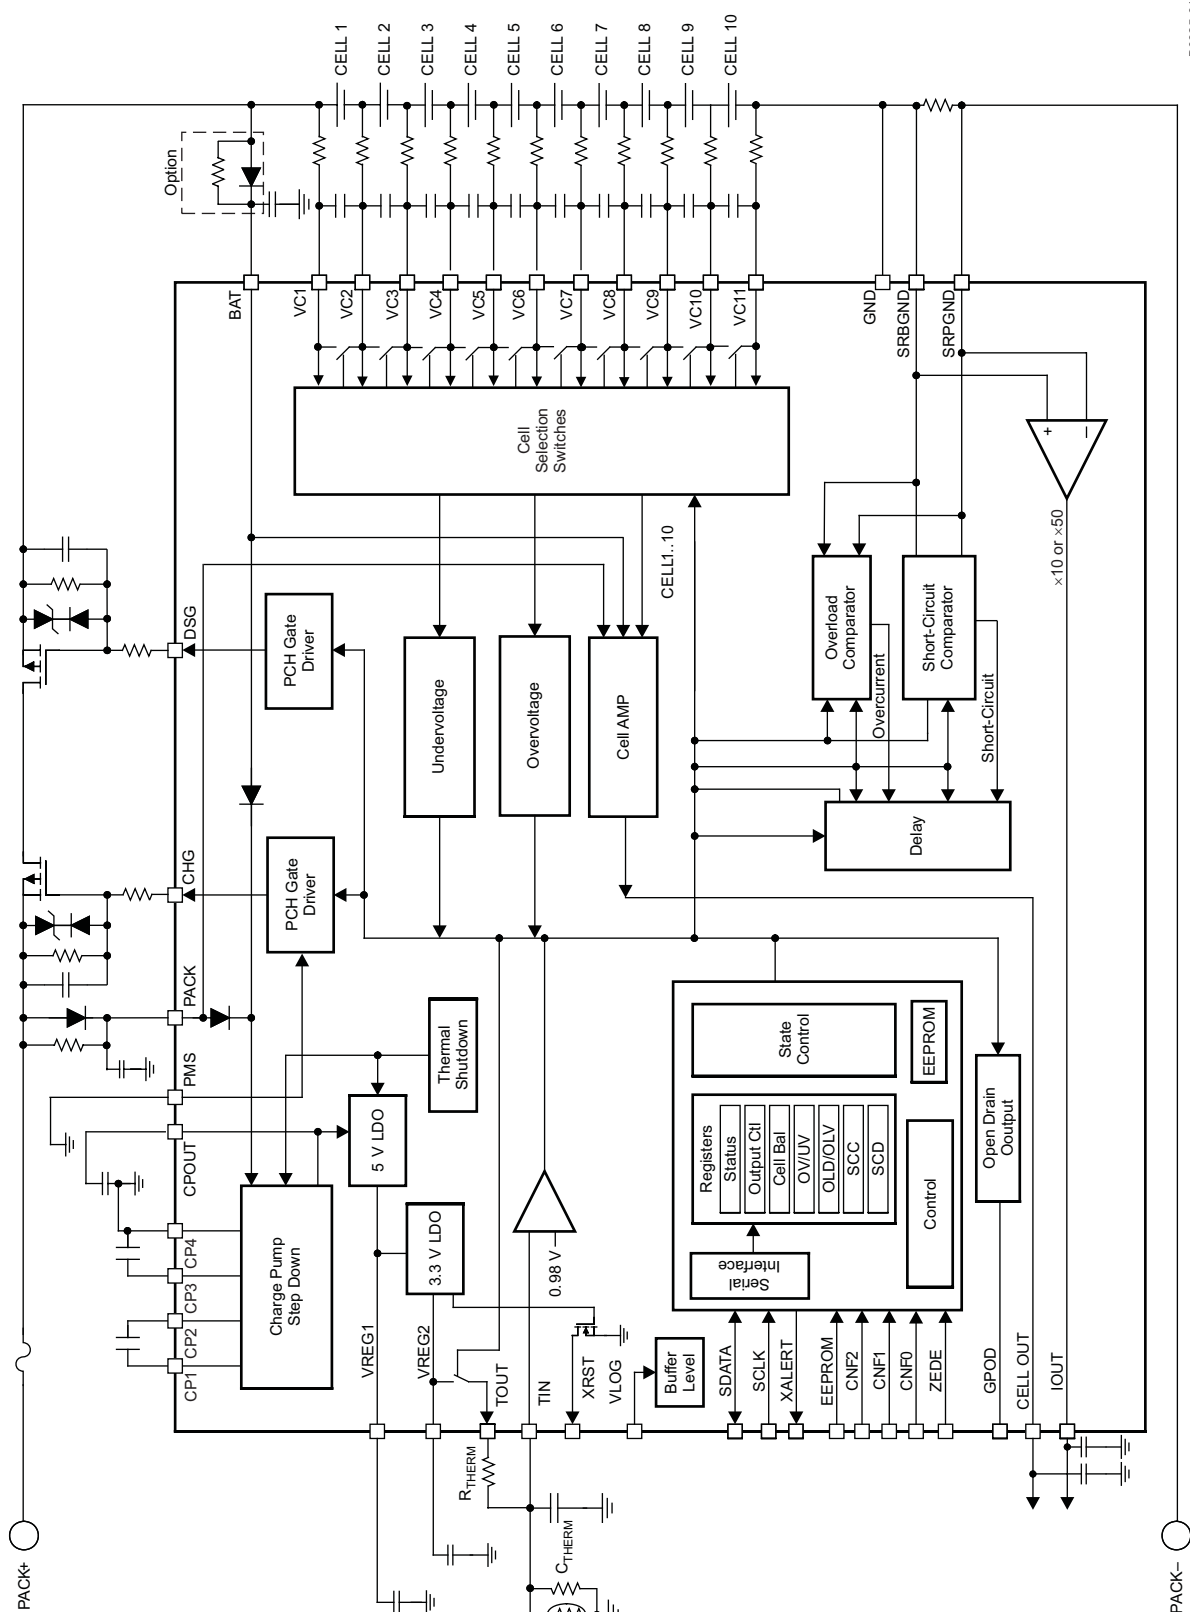 CELL 1
CELL 2
CELL 3
CELL 4
CELL 5
CELL 6
CELL 7
CELL 8
CELL 9
CELL 10
Option
BAT
VC1
VC2
VC3
VC4
VC5
VC6
VC7
VC8
VC9
VC10
VC11
GND
SRBGND
SRPGND
Cell
Selection
Switches
+
–
×10 or ×50
CELL1..10
DSG
PCH Gate
Driver
Undervoltage
Overvoltage
Cell AMP
Overload
Comparator
Short-Circuit
Comparator
Overcurrent
Short-Circuit
Delay
CHG
PCH Gate
Driver
PACK
PMS
CPOUT
CP4
CP3
CP2
CP1
Thermal
Shutdown
5 V LDO
3.3 V LDO
Charge Pump
Step Down
0.98 V
VREG1
VREG2
TOUT
TIN
XRST
VLOG
Buffer
Level
State
Control
EEPROM
Registers
Status
Output Ctl
Cell Bal
OV/UV
OLD/OLV
SCC
SCD
Control
Serial
Interface
Open Drain
Ooutput
SDATA
SCLK
XALERT
EEPROM
CNF2
CNF1
CNF0
ZEDE
GPOD
CELL OUT
IOUT
RTHERM
CTHERM
PACK+
PACK–